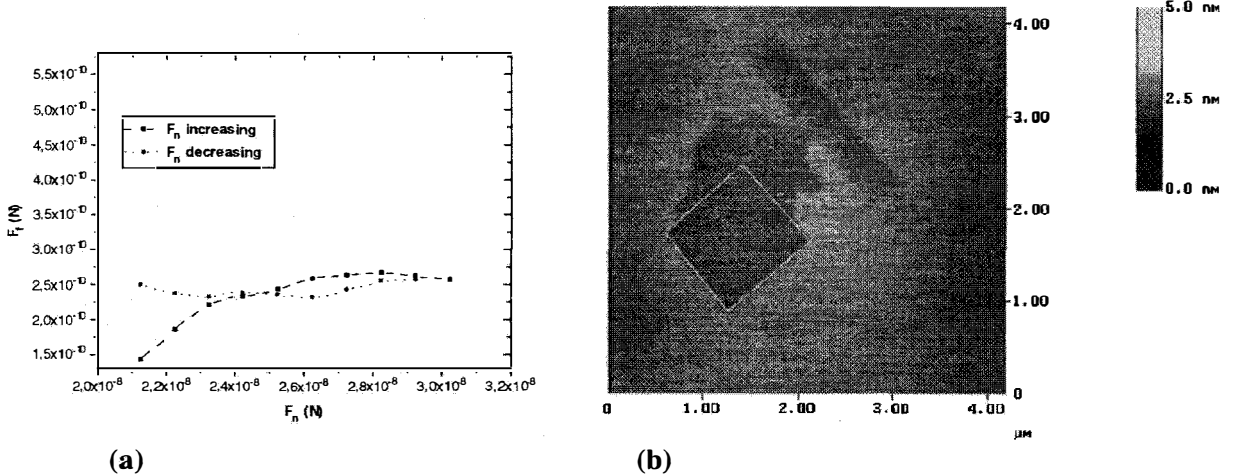 5,5x10⁻¹⁰
5,0x10⁻¹⁰
4,5x10⁻¹⁰
4,0x10⁻¹⁰
3,5x10⁻¹⁰
3,0x10⁻¹⁰
2,5x10⁻¹⁰
2,0x10⁻¹⁰
1,5x10⁻¹⁰
F_f (N)
F_n increasing
F_n decreasing
2,0x10⁻⁸ 2,2x10⁻⁸ 2,4x10⁻⁸ 2,6x10⁻⁸ 2,8x10⁻⁸ 3,0x10⁻⁸ 3,2x10⁻⁸
F_n (N)
(a)
4.00
3.00
2.00
1.00
0
0 1.00 2.00 3.00 4.00
μm
5.0 nm
2.5 nm
0.0 nm
(b)